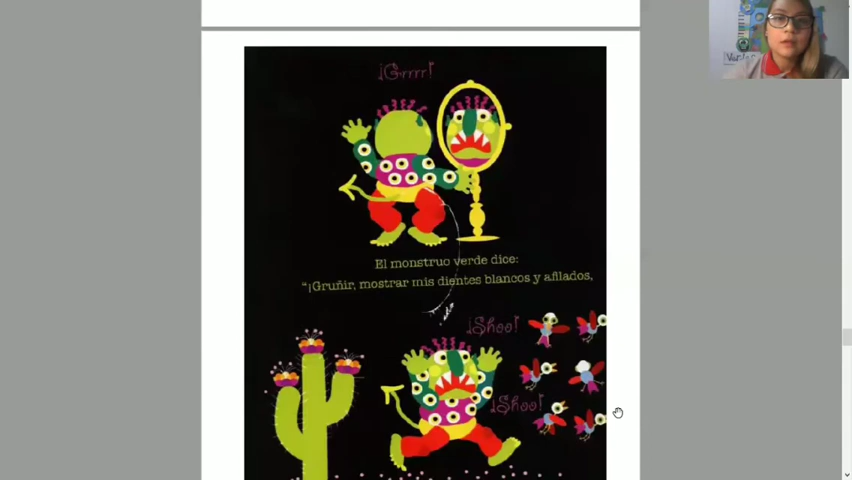 ¡Grrrr!
El monstruo verde dice:
"¡Gruñir, mostrar mis dientes blancos y afilados,
¡Shoo!
¡Shoo!